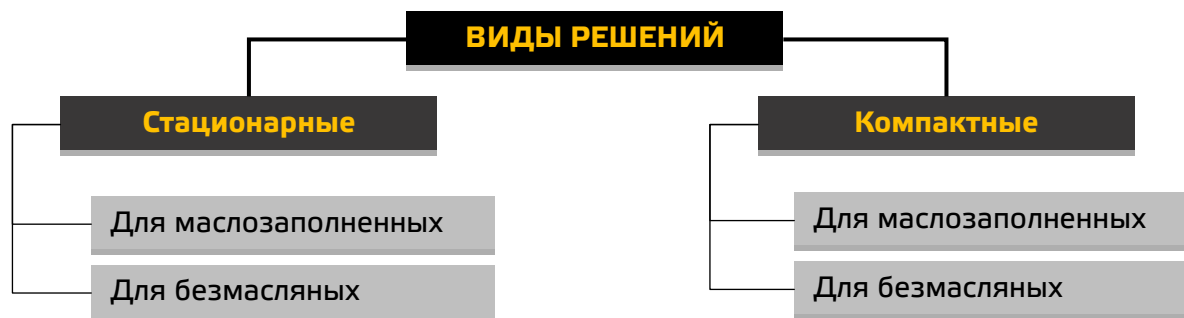 ВИДЫ РЕШЕНИЙ
Стационарные
Компактные
Для маслозаполненных
Для безмасляных
Для маслозаполненных
Для безмасляных